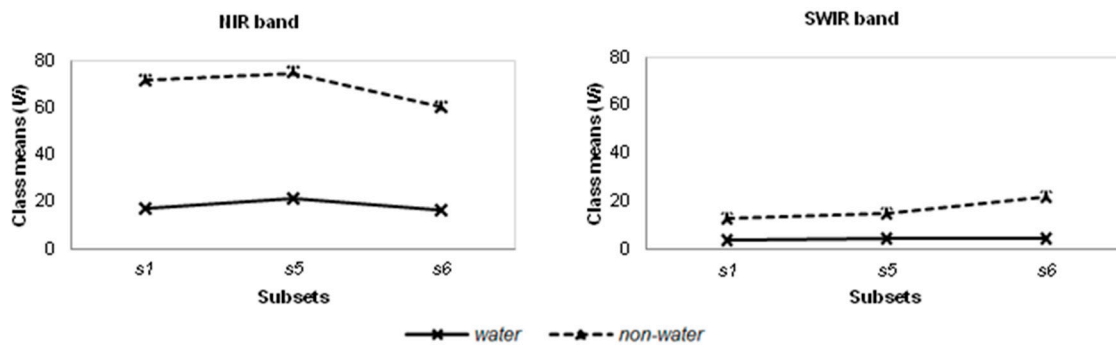 NIR band
80
60
40
20
0
Class means (Vi)
s1 s5 s6
Subsets
SWIR band
80
60
40
20
0
Class means (Vi)
s1 s5 s6
Subsets
water non-water